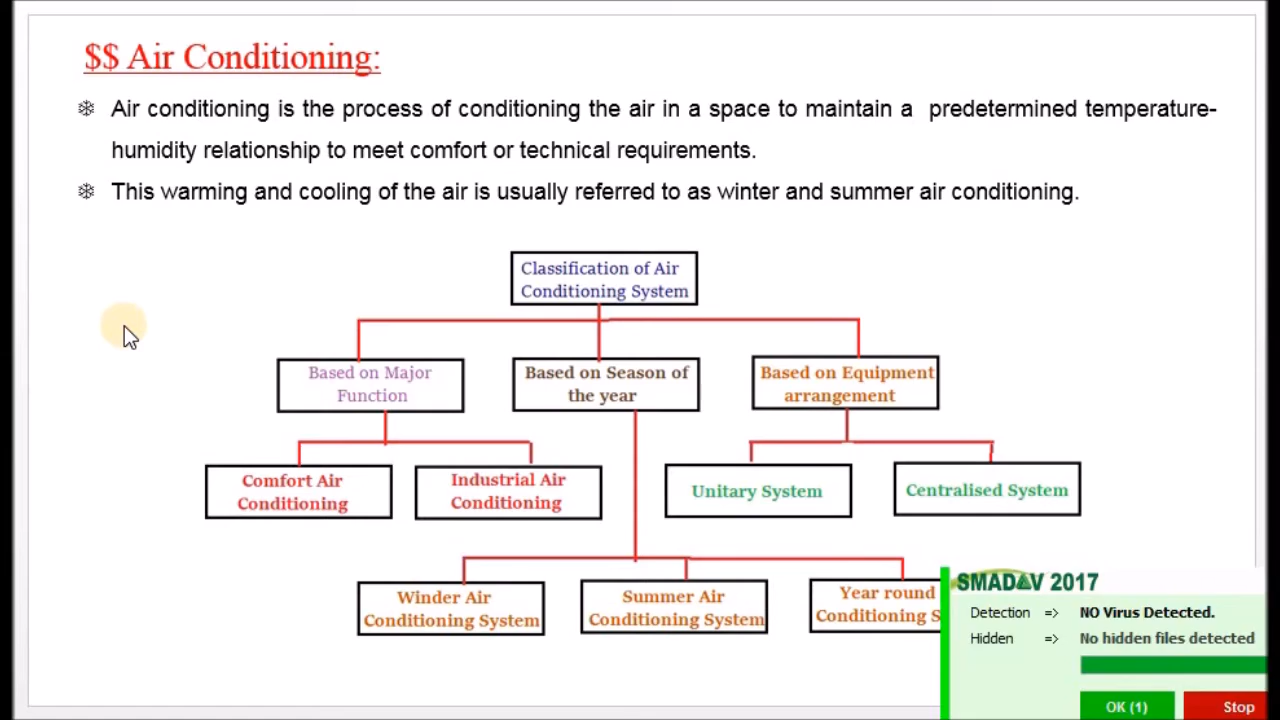 $$ Air Conditioning:
Air conditioning is the process of conditioning the air in a space to maintain a predetermined temperature-
humidity relationship to meet comfort or technical requirements.
This warming and cooling of the air is usually referred to as winter and summer air conditioning.
Classification of Air
Conditioning System
Based on Major
Function
Based on Season of
the year
Based on Equipment
arrangement
Comfort Air
Conditioning
Industrial Air
Conditioning
Unitary System
Centralised System
Winder Air
Conditioning System
Summer Air
Conditioning System
Year round
Conditioning S
SMADAV 2017
Detection => NO Virus Detected.
Hidden => No hidden files detected
OK (1) Stop